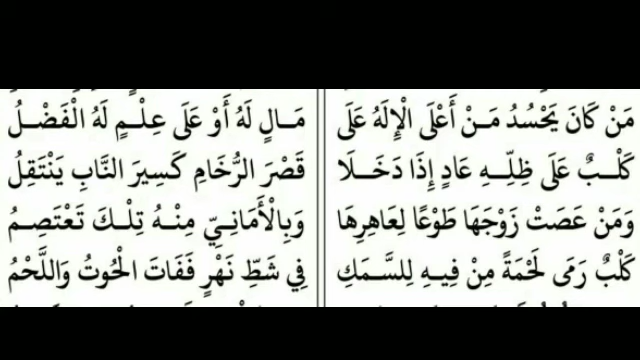 مَنْ كَانَ يَحْسُدُ مَنْ أَعْلَى الْإِلَهُ عَلَى مَالٍ لَهُ أَوْ عَلَى عِلْمٍ لَهُ الْفَضْلُ
كَلْبٌ عَلَى ظِلِّهِ عَادٍ إِذَا دَخَلَا قَصْرَ الرُّخَامِ كَسِيرَ النَّابِ يَنْتَقِلُ
وَمَنْ عَصَتْ زَوْجَهَا طَوْعًا لِعَاهِرِهَا وَبِالْأَمَانِيِّ مِنْهُ تِلْكَ تَعْتَصِمُ
كَلْبٌ رَمَى لَحْمَةً مِنْ فِيهِ لِلسَّمَكِ فِي شَطِّ نَهْرٍ فَفَاتَ الْحُوتُ وَاللَّحْمُ